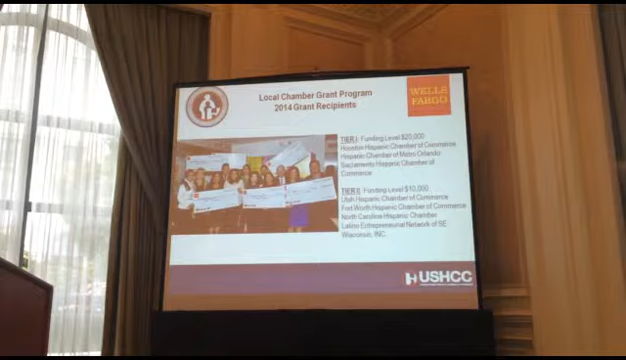 Local Chamber Grant Program
2014 Grant Recipients
WELLS
FARGO
TIER I: Funding Level $20,000
Houston Hispanic Chamber of Commerce
Hispanic Chamber of Metro Orlando
Sacramento Hispanic Chamber of
Commerce
TIER II: Funding Level $10,000
Utah Hispanic Chamber of Commerce
Fort Worth Hispanic Chamber of Commerce
North Carolina Hispanic Chamber
Latino Entrepreneurial Network of SE
Wisconsin, INC.
USHCC